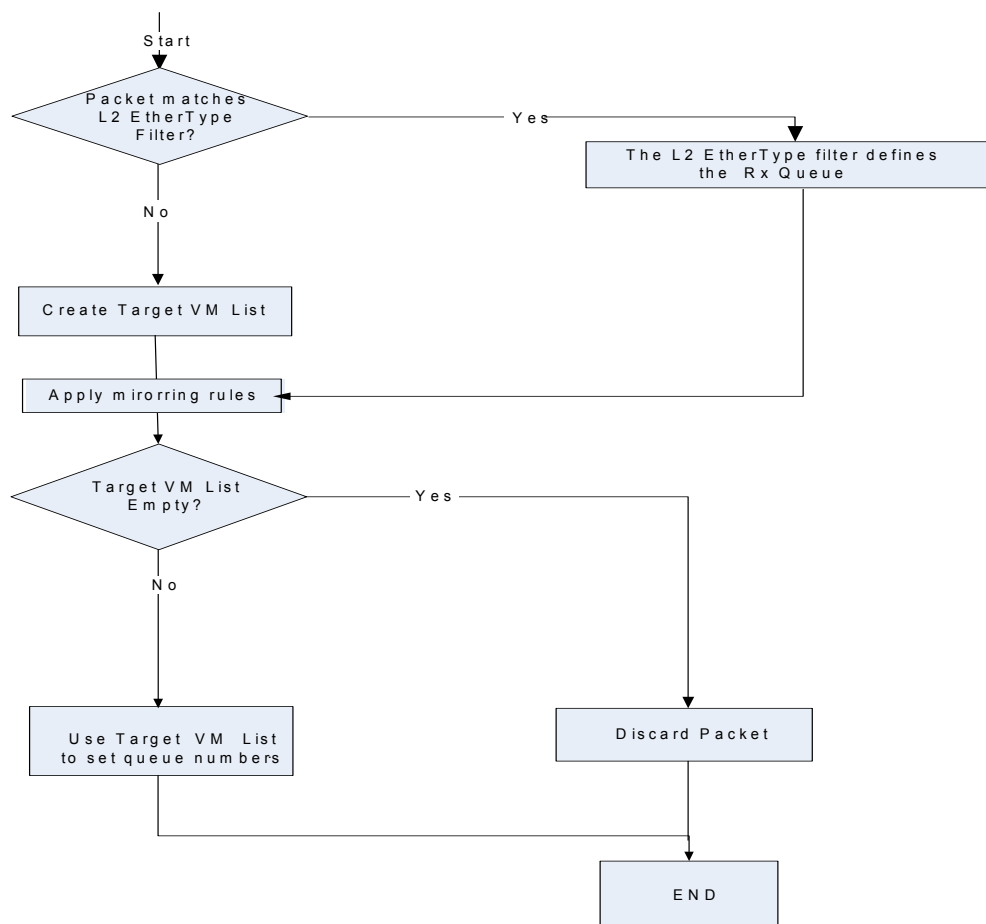 Start
Packet matches
L2 EtherType
Filter?
Yes
The L2 EtherType filter defines
the Rx Queue
No
Create Target VM List
Apply mirorring rules
Target VM List
Empty?
Yes
No
Use Target VM List
to set queue numbers
Discard Packet
END